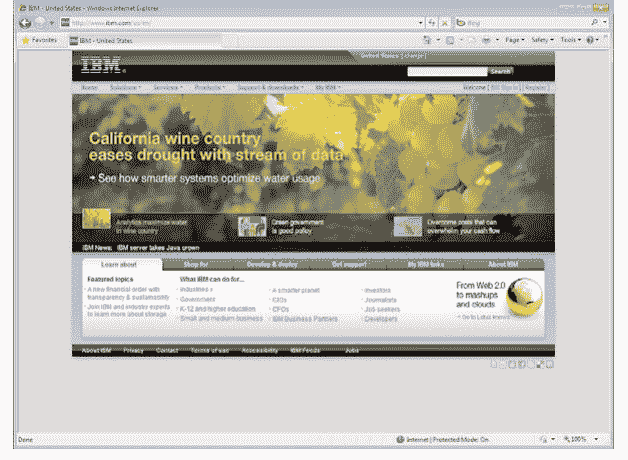 IBM - United States - Windows Internet Explorer
http://www.ibm.com/us/en/
Bing
Favorites IBM - United States
Page Safety Tools
United States [change]
IBM
Search
Home Solutions Services Products Support & downloads My IBM Welcome [IBM Sign in] [Register]
California wine country
eases drought with stream of data
See how smarter systems optimize water usage
Analytics maximize water
in wine country
Green government
is good policy
Overcome costs that can
overwhelm your cash flow
IBM News: IBM server takes Java crown
Learn about Shop for Develop & deploy Get support My IBM links About IBM
Featured topics
A new financial order with
transparency & sustainability
Join IBM and industry experts
to learn more about storage
What IBM can do for...
Industries
Government
K-12 and higher education
Small and medium business
A smarter planet
CIOs
CFOs
IBM Business Partners
Investors
Journalists
Job seekers
Developers
From Web 2.0
to mashups
and clouds
Go to Lotus
About IBM Privacy Contact Terms of use Accessibility IBM Feeds Jobs
Done Internet | Protected Mode: On 100%